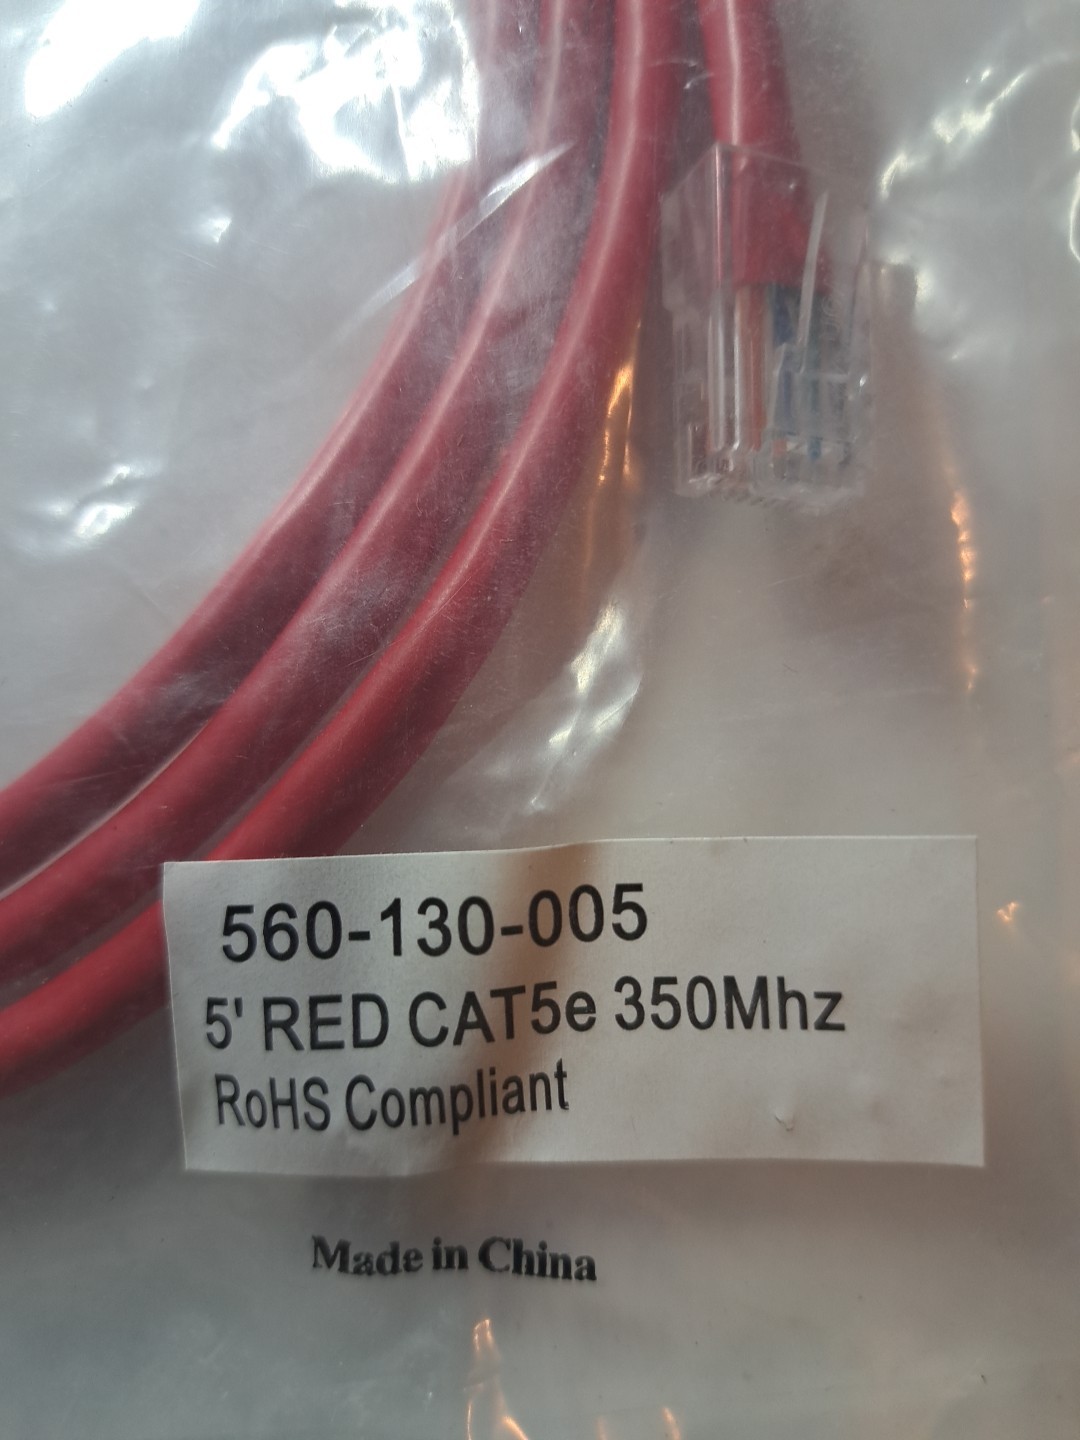 560-130-005
5' RED CAT5e 350Mhz
RoHS Compliant
Made in China